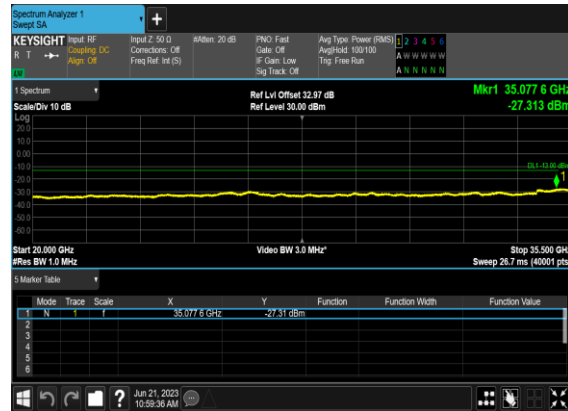 Spectrum Analyzer 1
Swept SA
+
KEYSIGHT Input: RF Input Z: 50 Ω #Atten: 20 dB PNO: Fast Avg Type: Power (RMS) 1 2 3 4 5 6
R T Coupling: DC Corrections: Off Gate: Off Avg|Hold: 100/100 A W W W W W
Align: Off Freq Ref: Int (S) IF Gain: Low Trig: Free Run
Sig Track: Off A N N N N N
LXI
1 Spectrum Ref Lvl Offset 32.97 dB Mkr1 35.077 6 GHz
Scale/Div 10 dB Ref Level 30.00 dBm -27.313 dBm
Log
20.0
10.0
0.00
-10.0 DL1 -13.00 dBm
-20.0 1
-30.0
-40.0
-50.0
-60.0
Start 20.000 GHz Video BW 3.0 MHz* Stop 35.500 GHz
#Res BW 1.0 MHz Sweep 26.7 ms (40001 pts)
5 Marker Table
Mode Trace Scale X Y Function Function Width Function Value
1 N 1 f 35.077 6 GHz -27.31 dBm
2
3
4
5
6
? Jun 21, 2023
10:59:36 AM